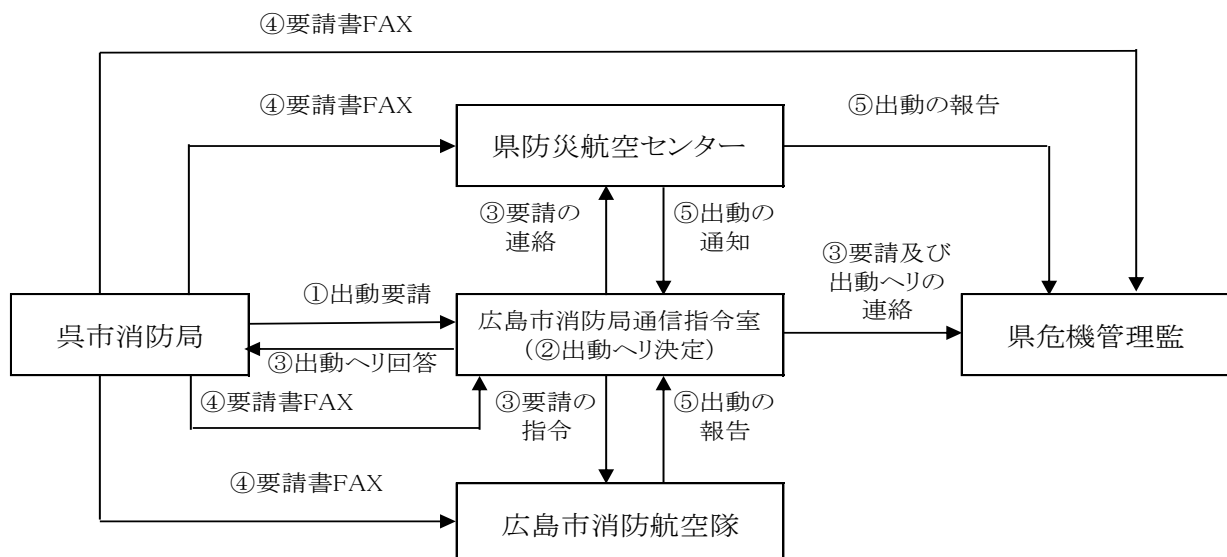 ④要請書FAX
④要請書FAX
⑤出動の報告
県防災航空センター
③要請の
連絡
⑤出動の
通知
③要請及び
出動ヘリの
連絡
①出動要請
呉市消防局
広島市消防局通信指令室
（②出動ヘリ決定）
県危機管理監
③出動ヘリ回答
④要請書FAX
③要請の
指令
⑤出動の
報告
④要請書FAX
広島市消防航空隊